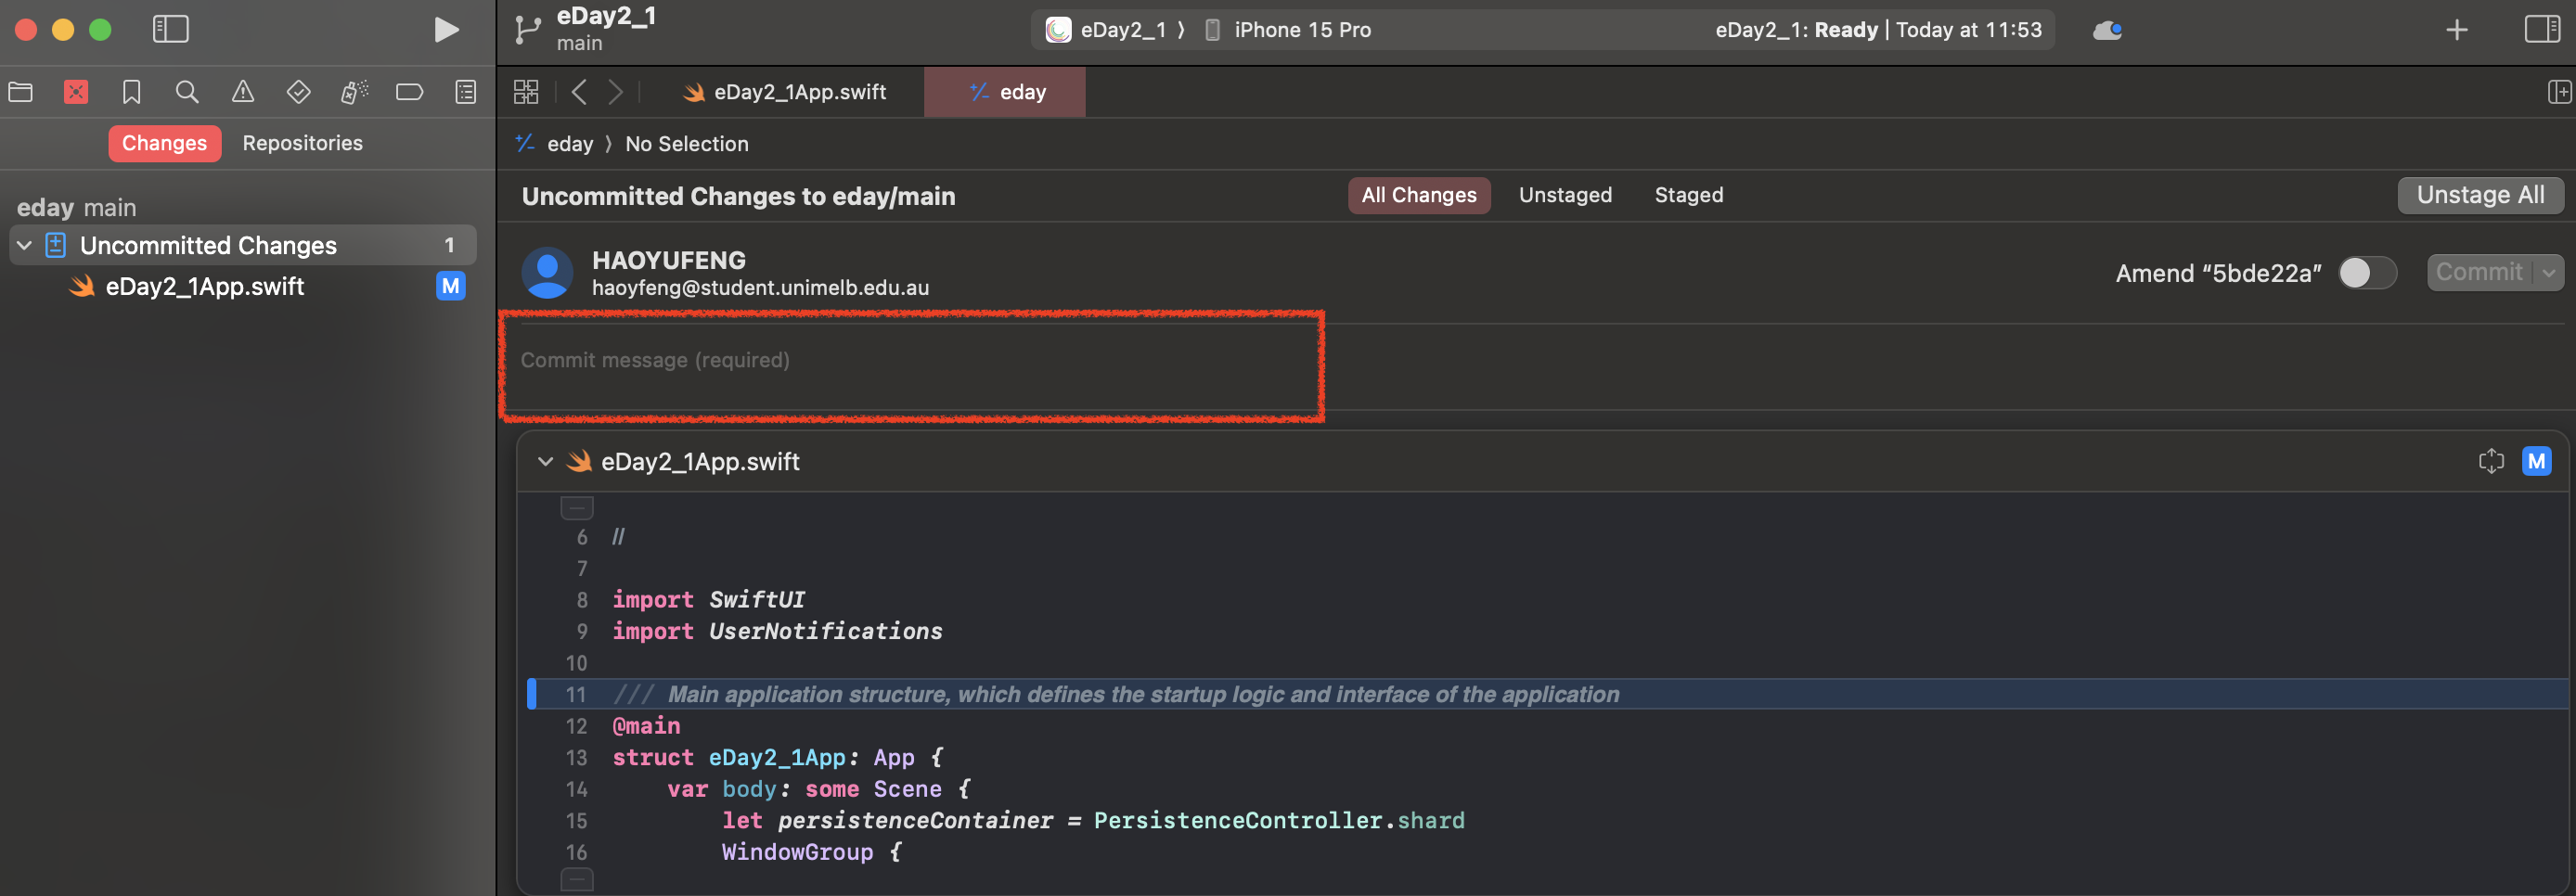 eDay2_1
main
eDay2_1 ⟩ iPhone 15 Pro
eDay2_1: Ready | Today at 11:53
eDay2_1App.swift
eday
Changes
Repositories
eday ⟩ No Selection
eday main
Uncommitted Changes 1
eDay2_1App.swift M
Uncommitted Changes to eday/main
All Changes
Unstaged
Staged
Unstage All
HAOYUFENG
haoyfeng@student.unimelb.edu.au
Amend “5bde22a”
Commit
Commit message (required)
eDay2_1App.swift
M
6 //
7
8 import SwiftUI
9 import UserNotifications
10
11 /// Main application structure, which defines the startup logic and interface of the application
12 @main
13 struct eDay2_1App: App {
14 var body: some Scene {
15 let persistenceContainer = PersistenceController.shard
16 WindowGroup {